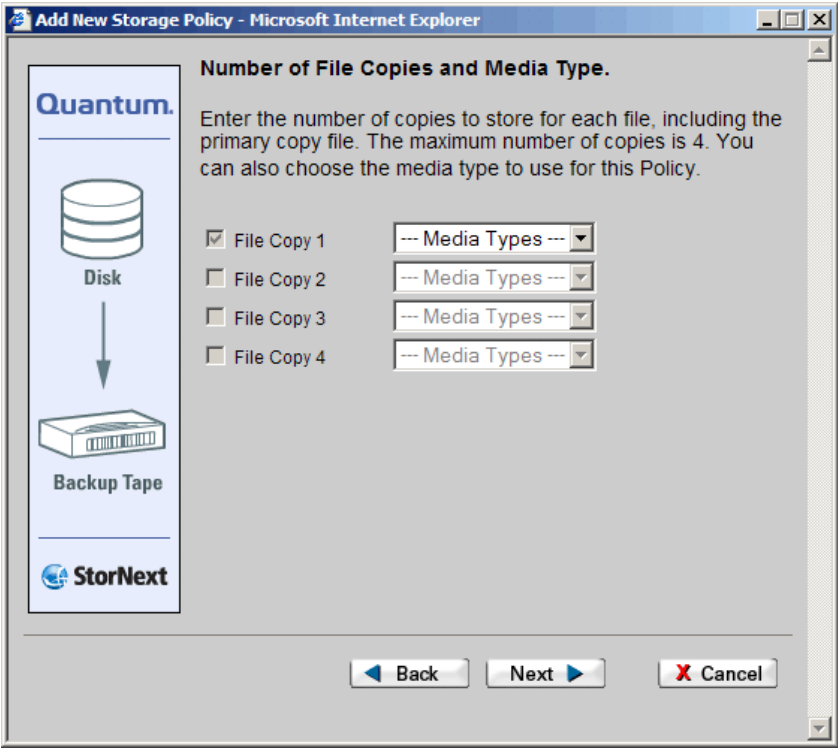 Add New Storage Policy - Microsoft Internet Explorer
Number of File Copies and Media Type.
Quantum.
Enter the number of copies to store for each file, including the
primary copy file. The maximum number of copies is 4. You
can also choose the media type to use for this Policy.
File Copy 1 --- Media Types ---
File Copy 2 --- Media Types ---
Disk
File Copy 3 --- Media Types ---
File Copy 4 --- Media Types ---
Backup Tape
StorNext
Back Next X Cancel